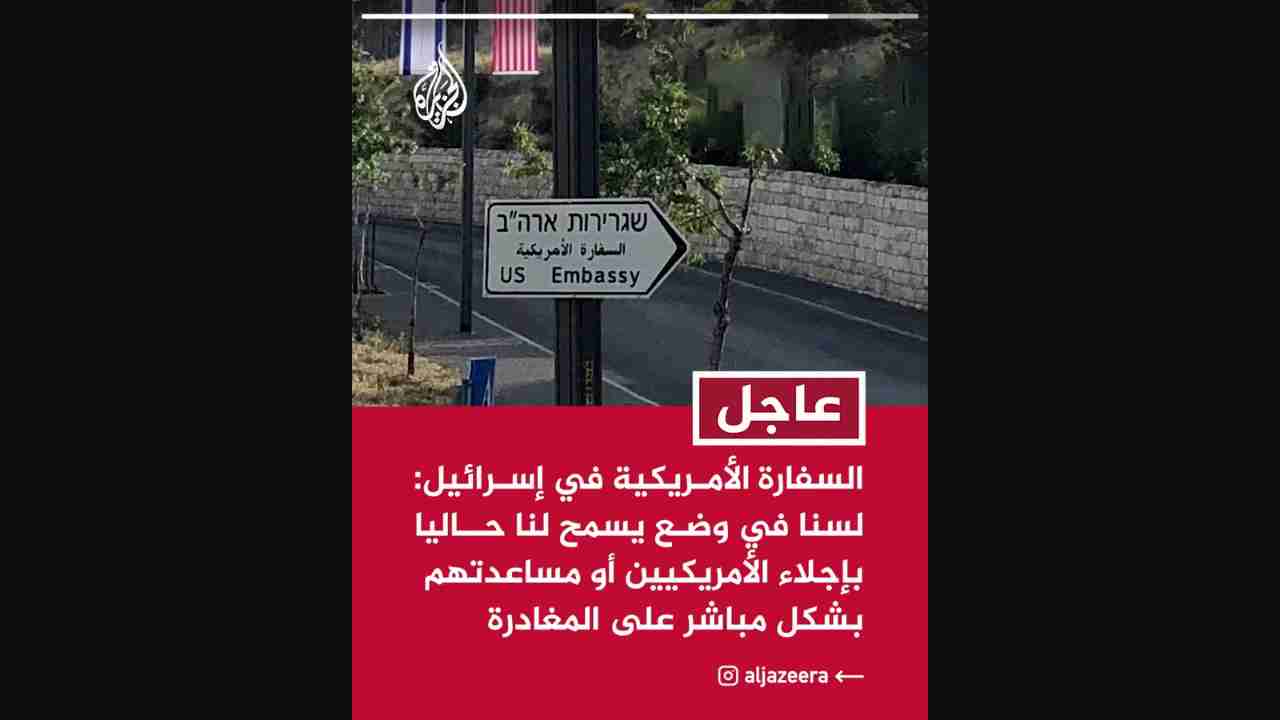 الجزيرة
שגרירות ארה"ב
السفارة الأمريكية
US Embassy
عاجل
السفارة الأمريكية في إسرائيل:
لسنا في وضع يسمح لنا حاليا
بإجلاء الأمريكيين أو مساعدتهم
بشكل مباشر على المغادرة
aljazeera